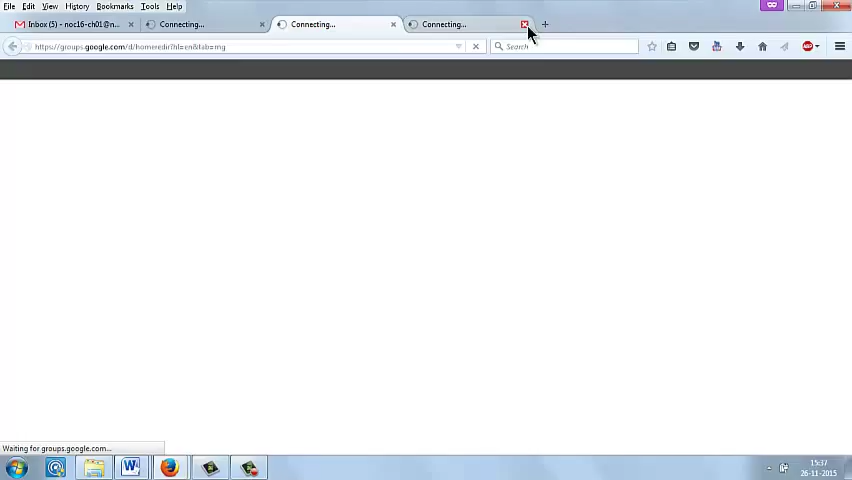 File Edit View History Bookmarks Tools Help
Inbox (5) - noc16-ch01@n... Connecting... Connecting... Connecting...
https://groups.google.com/d/homeredir?hl=en&tab=mg Search
Waiting for groups.google.com...
15:37
26-11-2015